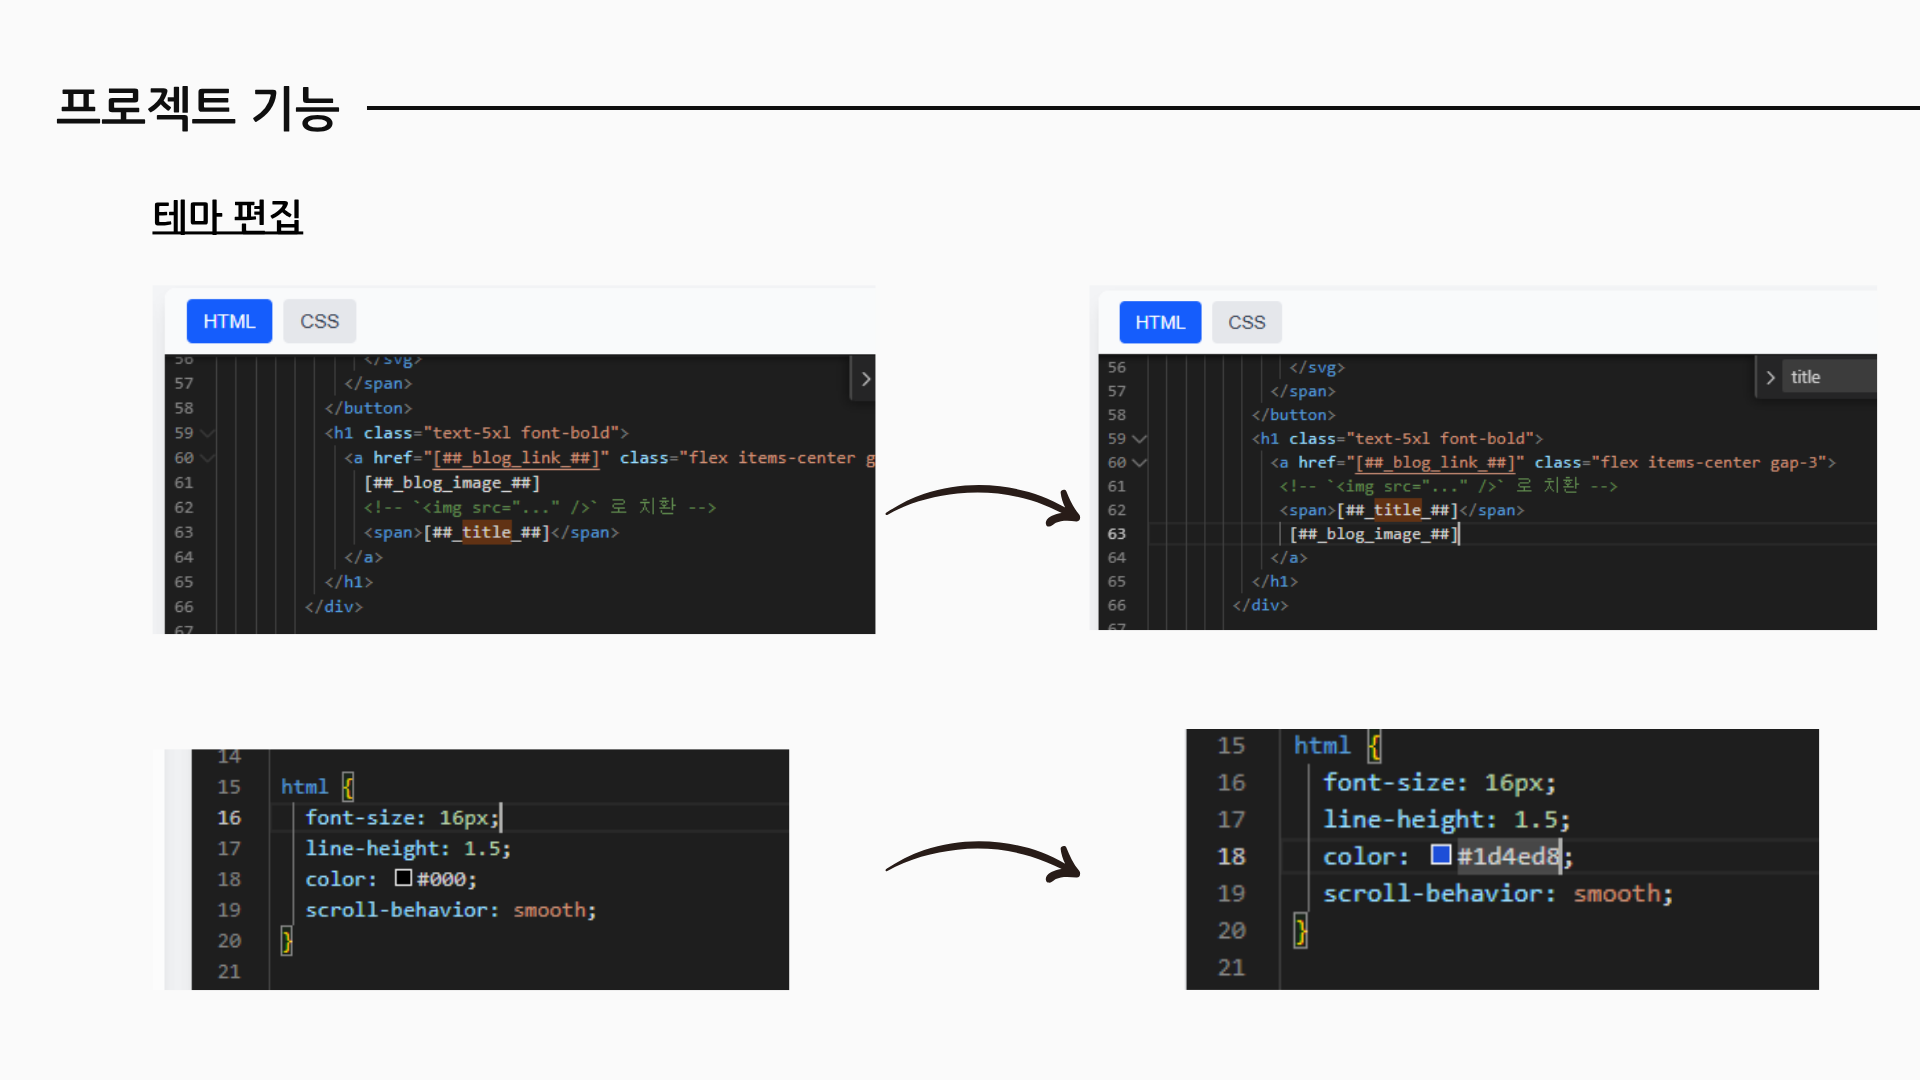 프로젝트 기능
테마 편집
HTML CSS
56 </svg>
57 </span>
58 </button>
59 <h1 class="text-5xl font-bold">
60 <a href="[##_blog_link_##]" class="flex items-center g
61 [##_blog_image_##]
62 <!-- `<img src="..." />` 로 치환 -->
63 <span>[##_title_##]</span>
64 </a>
65 </h1>
66 </div>
67
HTML CSS
title
56 </svg>
57 </span>
58 </button>
59 <h1 class="text-5xl font-bold">
60 <a href="[##_blog_link_##]" class="flex items-center gap-3">
61 <!-- `<img src="..." />` 로 치환 -->
62 <span>[##_title_##]</span>
63 [##_blog_image_##]
64 </a>
65 </h1>
66 </div>
67
14
15 html {
16 font-size: 16px;
17 line-height: 1.5;
18 color: #000;
19 scroll-behavior: smooth;
20 }
21
15 html {
16 font-size: 16px;
17 line-height: 1.5;
18 color: #1d4ed8;
19 scroll-behavior: smooth;
20 }
21